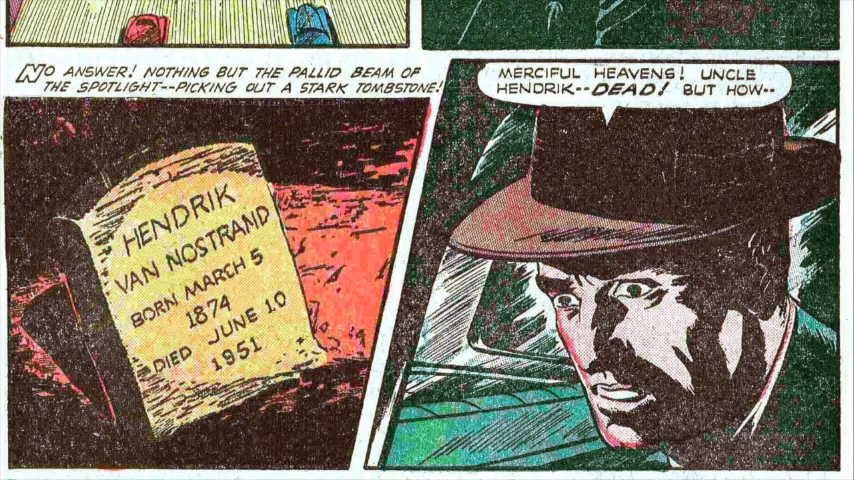 NO ANSWER! NOTHING BUT THE PALLID BEAM OF
THE SPOTLIGHT--PICKING OUT A STARK TOMBSTONE!
HENDRIK
VAN NOSTRAND
BORN MARCH 5
1874
DIED JUNE 10
1951
MERCIFUL HEAVENS! UNCLE
HENDRIK--DEAD! BUT HOW--